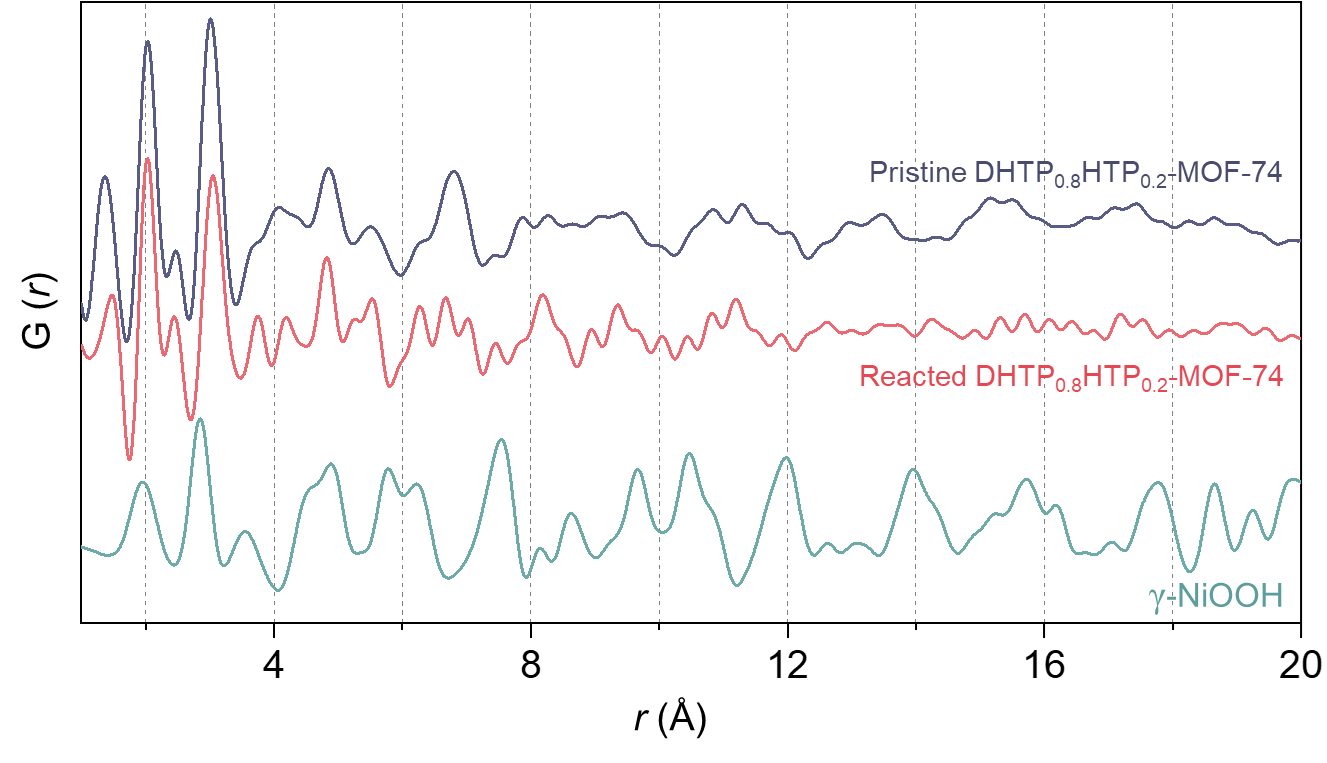 G (r)
Pristine DHTP0.8HTP0.2-MOF-74
Reacted DHTP0.8HTP0.2-MOF-74
γ-NiOOH
4 8 12 16 20
r (Å)